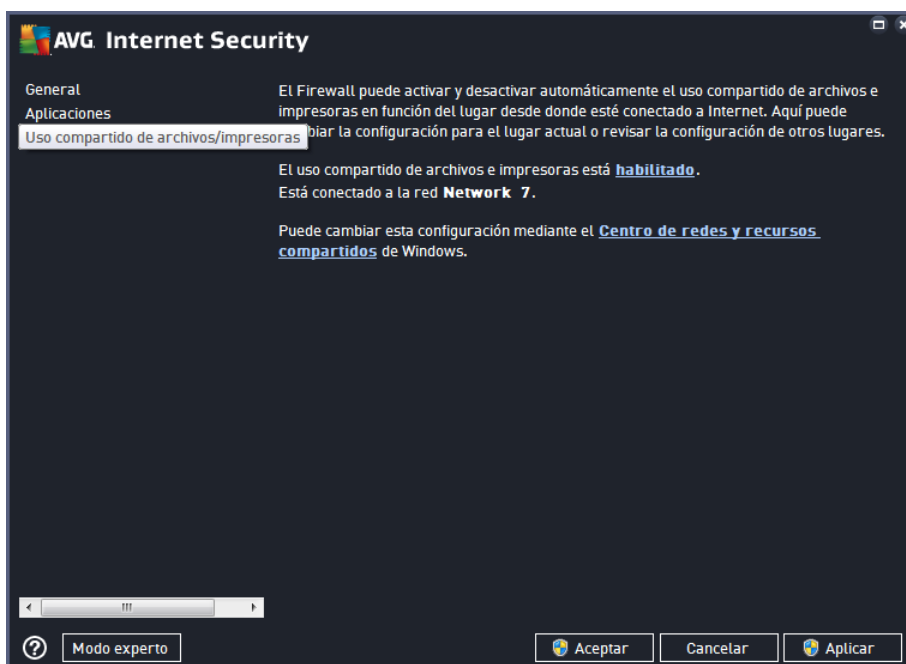 AVG. Internet Security
General
Aplicaciones
Uso compartido de archivos/impresoras
El Firewall puede activar y desactivar automáticamente el uso compartido de archivos e
impresoras en función del lugar desde donde esté conectado a Internet. Aquí puede
biar la configuración para el lugar actual o revisar la configuración de otros lugares.
El uso compartido de archivos e impresoras está habilitado.
Está conectado a la red Network 7.
Puede cambiar esta configuración mediante el Centro de redes y recursos
compartidos de Windows.
Modo experto
Aceptar
Cancelar
Aplicar